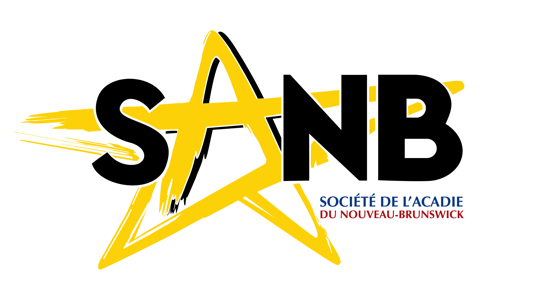 SANB
SOCIÉTÉ DE L'ACADIE
DU NOUVEAU-BRUNSWICK